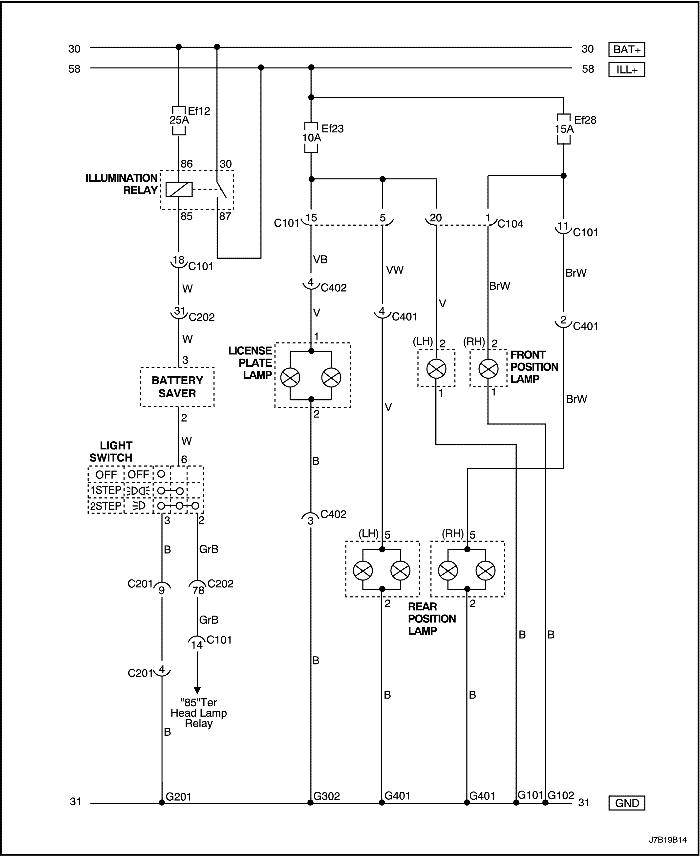 30 30 BAT+
58 58 ILL+
Ef12
25A
Ef23
10A
Ef28
15A
86 30
ILLUMINATION
RELAY
85 87
C101 15 5 20 1 C104
11 C101
18 C101
VB
VW
BrW
BrW
W
4 C402
31 C202
V
4 C401
V
2 C401
W
3
LICENSE
PLATE
LAMP
1
(LH) 2 (RH) 2
FRONT
POSITION
LAMP
BATTERY
SAVER
1 1
2
2
V
BrW
W
LIGHT
SWITCH
6
B
OFF OFF
1STEP
2STEP
3 2
C402
3
(LH) 5 (RH) 5
B GrB
C201 9 78 C202
2 2
REAR
POSITION
LAMP
GrB
C101
14
B B
C201 4
B
"85"Ter
Head Lamp
Relay
B B
B
31 G201 G302 G401 G401 G101 G102 31 GND
J7B19B14